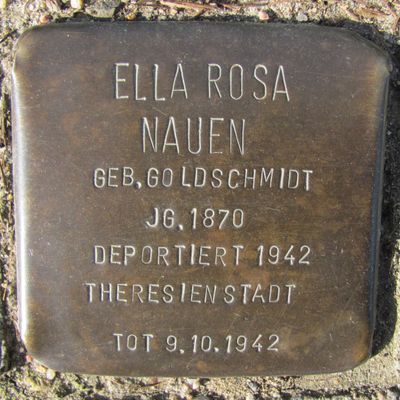 ELLA ROSA
NAUEN
GEB. GOLDSCHMIDT
JG. 1870
DEPORTIERT 1942
THERESIENSTADT
TOT 9.10.1942